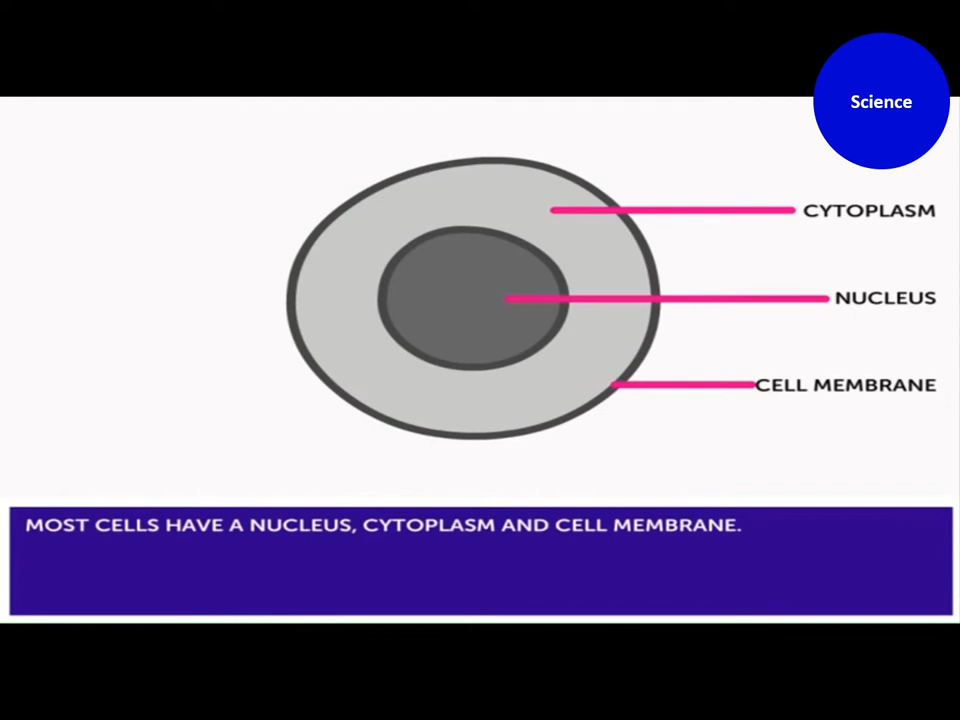 Science
CYTOPLASM
NUCLEUS
CELL MEMBRANE
MOST CELLS HAVE A NUCLEUS, CYTOPLASM AND CELL MEMBRANE.